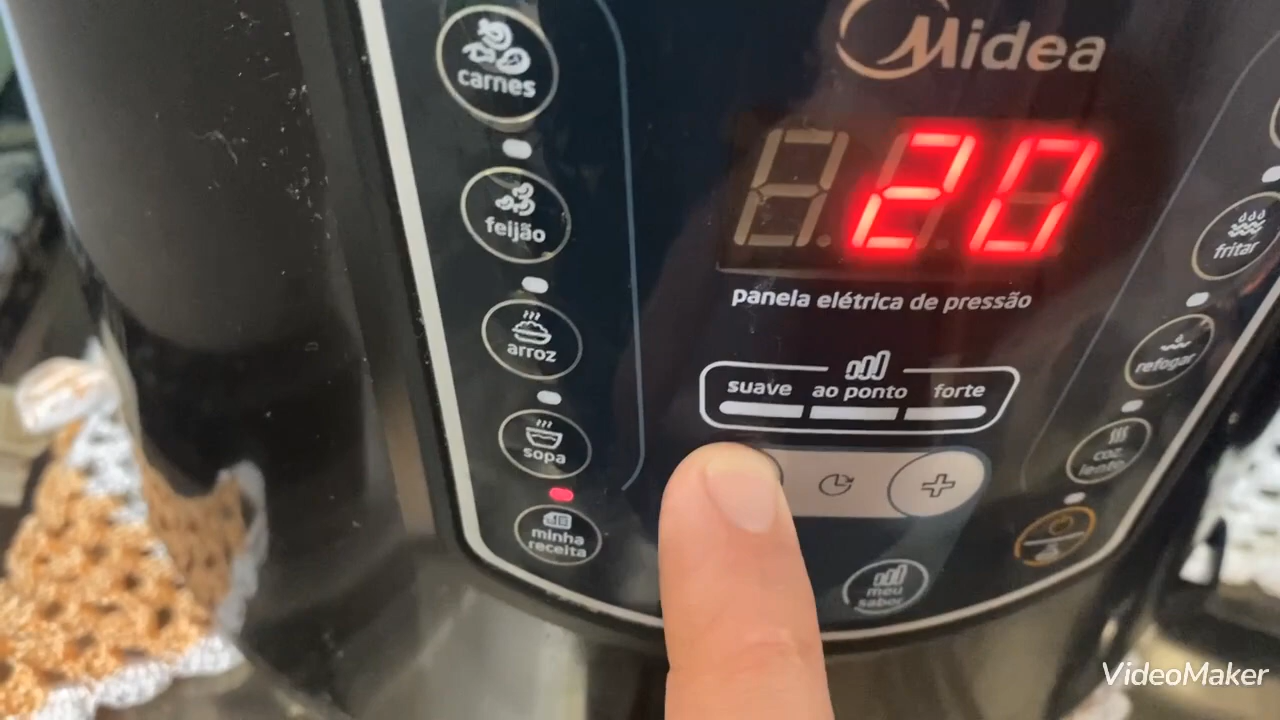 carnes
feijão
arroz
sopa
minha
receita
Midea
20
panela elétrica de pressão
suave ao ponto forte
meu
sabor
fritar
refogar
coz.
lento
VideoMaker